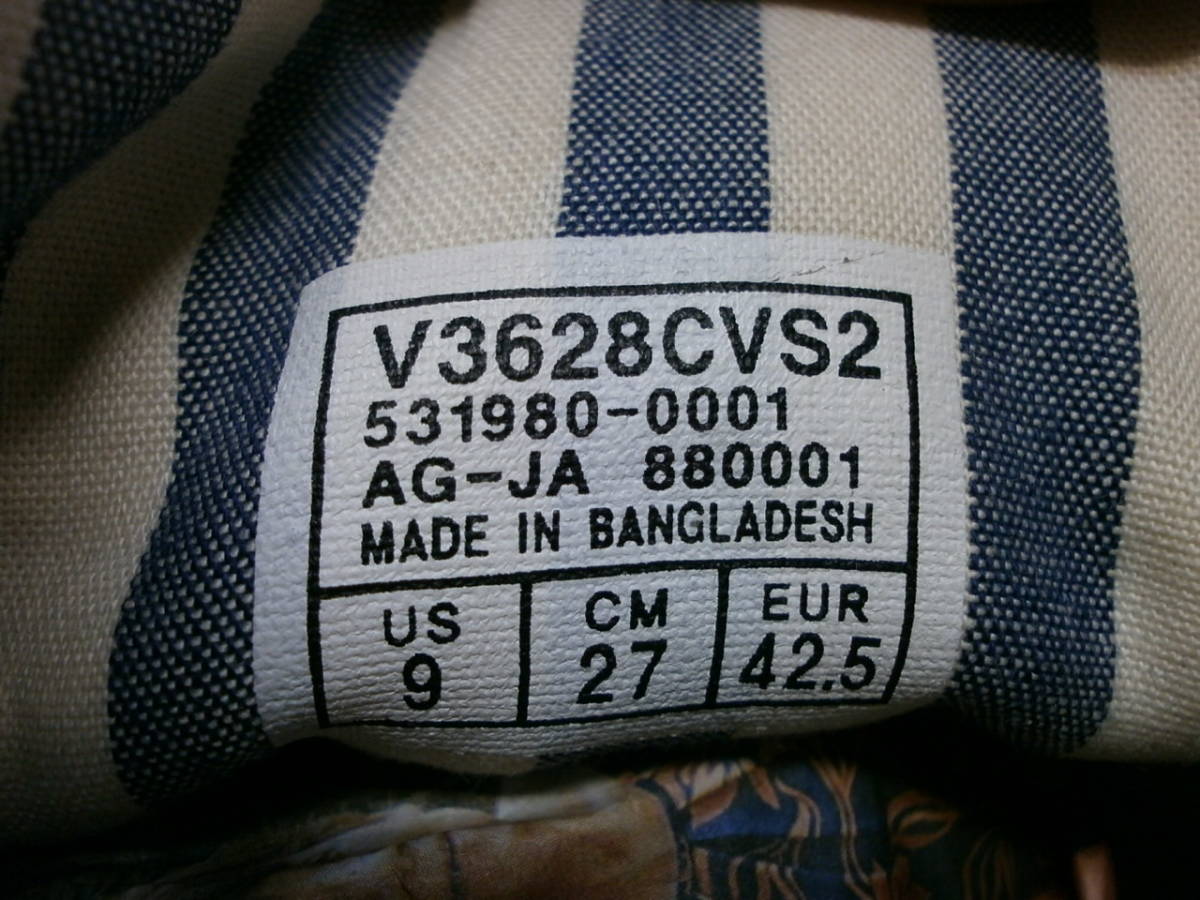 V3628CVS2
531980-0001
AG-JA 880001
MADE IN BANGLADESH
US CM EUR
9 27 42.5